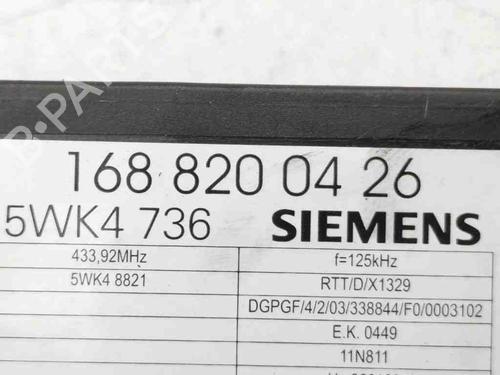 168 820 04 26
5WK4 736 SIEMENS
433,92MHz f=125kHz
5WK4 8821 RTT/D/X1329
DGPGF/4/2/03/338844/F0/0003102
E.K. 0449
11N811